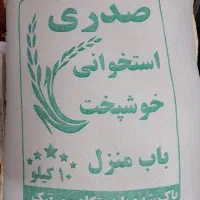 صدری
استخوانی
خوشپخت
باب منزل
۱۰ کیلو